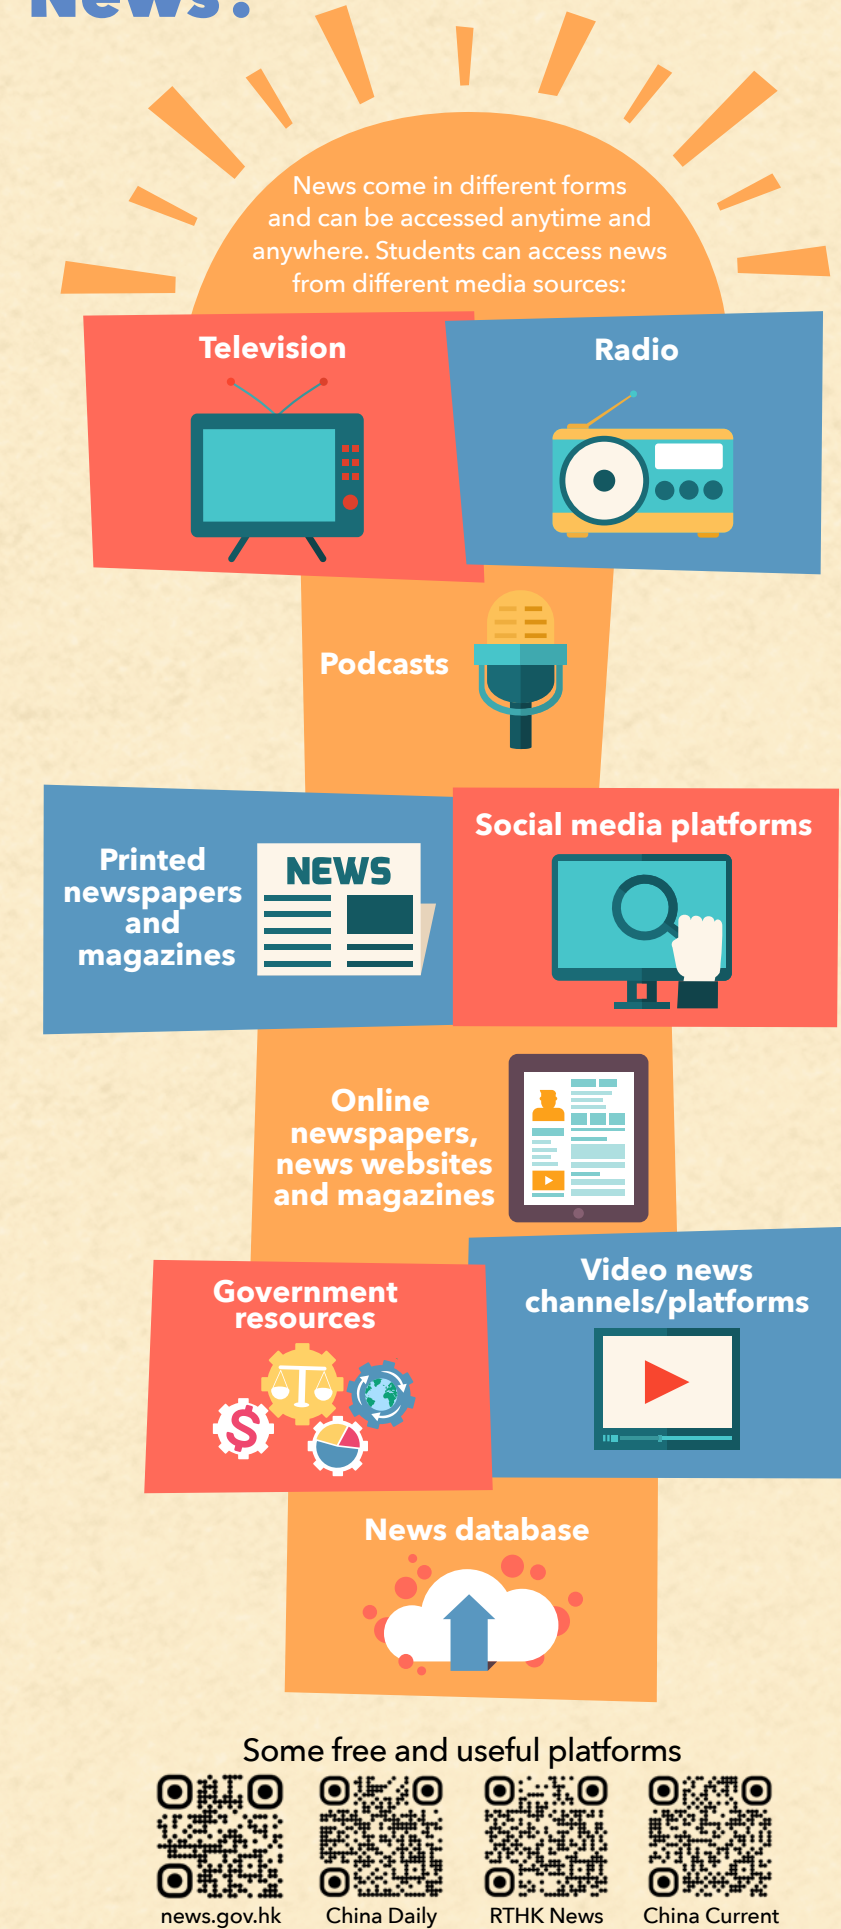 News?
News come in different forms
and can be accessed anytime and
anywhere. Students can access news
from different media sources:
Television
Radio
Podcasts
Printed
newspapers
and
magazines
NEWS
Social media platforms
Online
newspapers,
news websites
and magazines
Government
resources
Video news
channels/platforms
News database
Some free and useful platforms
news.gov.hk
China Daily
RTHK News
China Current